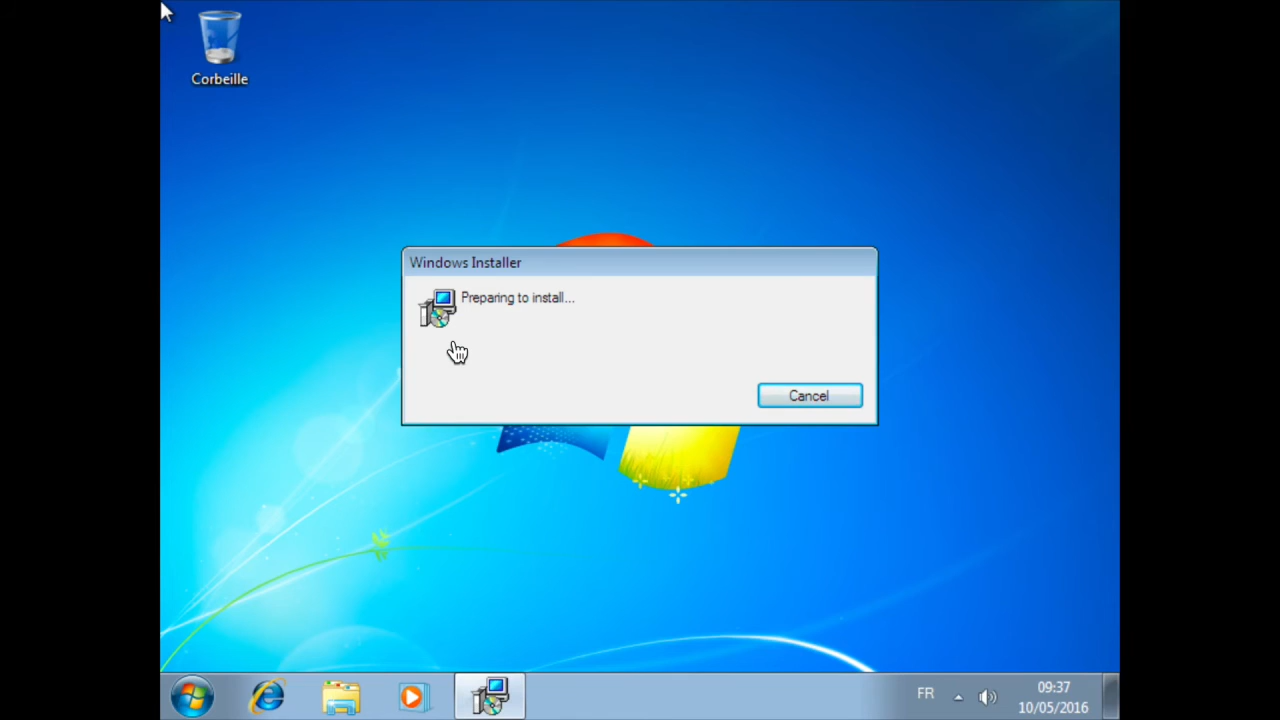 Corbeille
Windows Installer
Preparing to install...
Cancel
FR
09:37
10/05/2016